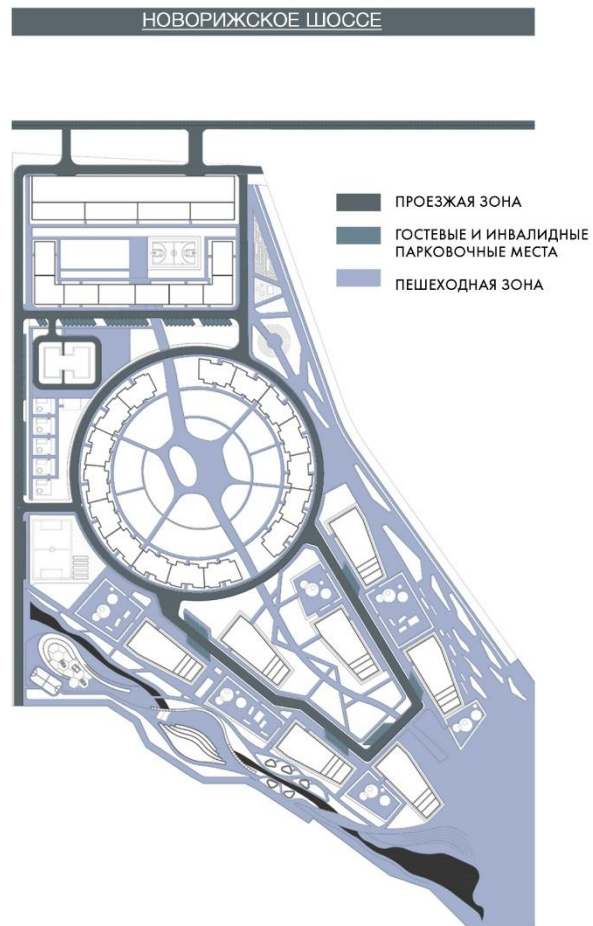 НОВОРИЖСКОЕ ШОССЕ
ПРОЕЗЖАЯ ЗОНА
ГОСТЕВЫЕ И ИНВАЛИДНЫЕ
ПАРКОВОЧНЫЕ МЕСТА
ПЕШЕХОДНАЯ ЗОНА